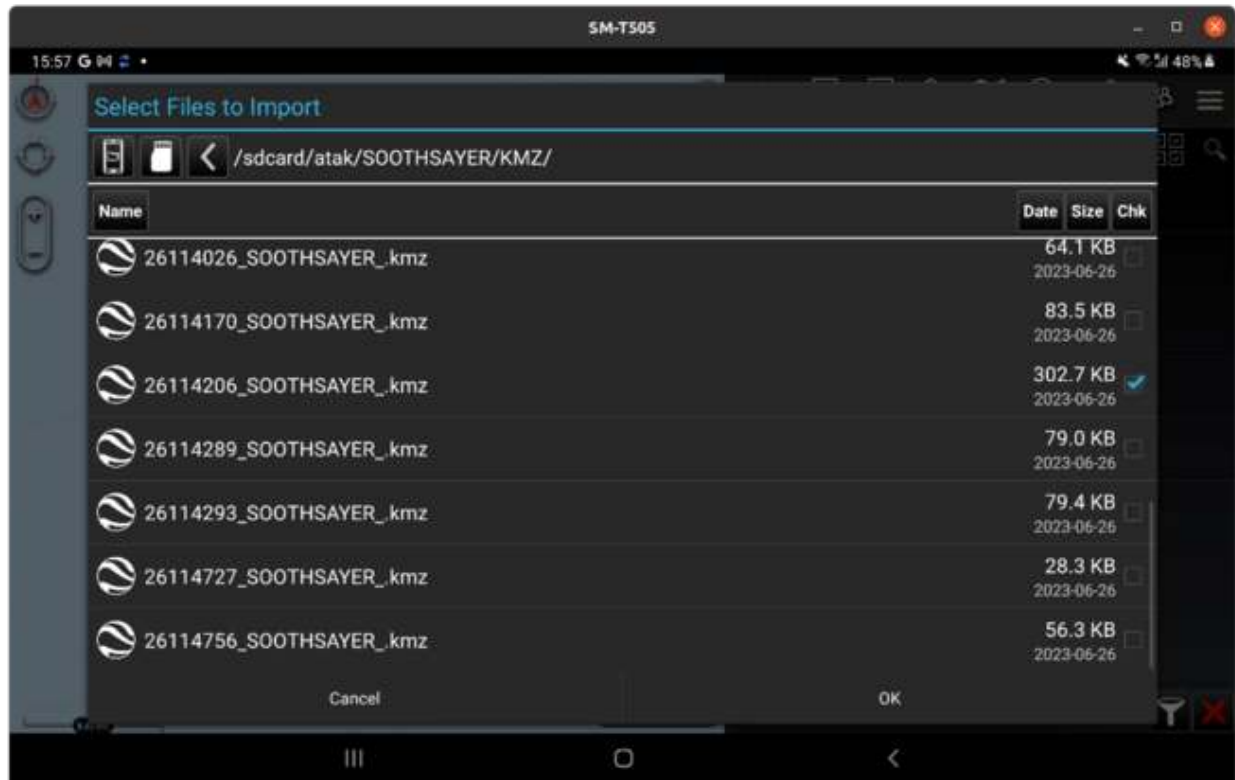 SM-T505
15:57 G 48%
Select Files to Import
/sdcard/atak/SOOTHSAYER/KMZ/
Name Date Size Chk
26114026_SOOTHSAYER_.kmz 64.1 KB
2023-06-26
26114170_SOOTHSAYER_.kmz 83.5 KB
2023-06-26
26114206_SOOTHSAYER_.kmz 302.7 KB
2023-06-26
26114289_SOOTHSAYER_.kmz 79.0 KB
2023-06-26
26114293_SOOTHSAYER_.kmz 79.4 KB
2023-06-26
26114727_SOOTHSAYER_.kmz 28.3 KB
2023-06-26
26114756_SOOTHSAYER_.kmz 56.3 KB
2023-06-26
Cancel OK